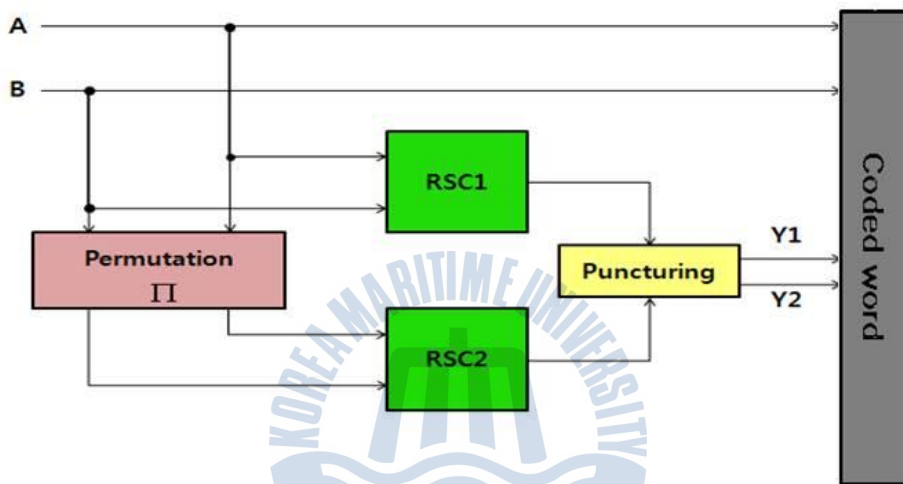 A
B
RSC1
Permutation
Π
Puncturing
Y1
Y2
RSC2
Coded word
KOREA MARITIME UNIVERSITY